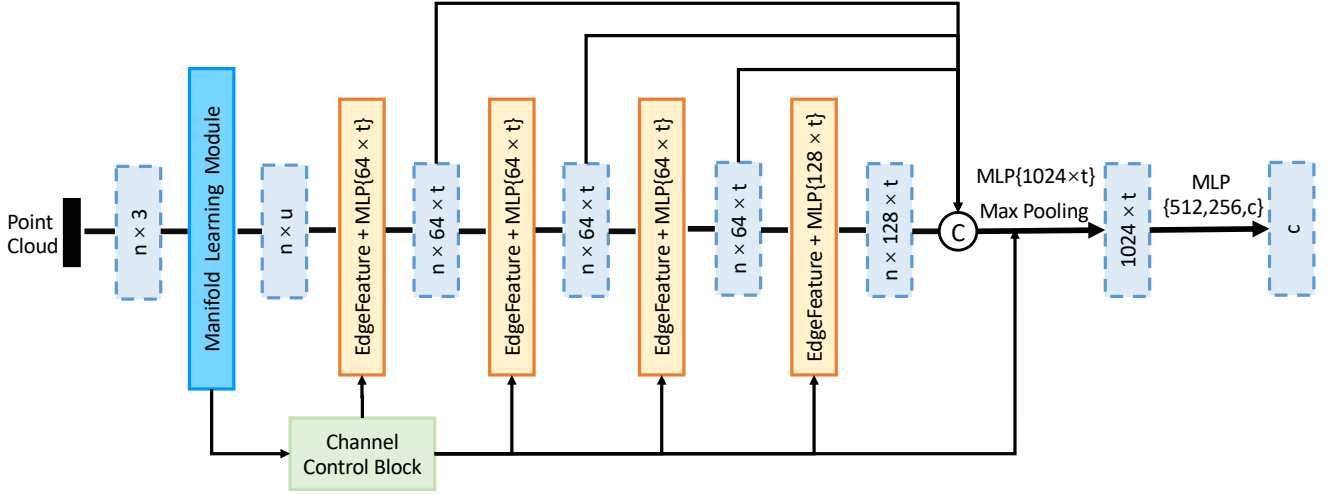 Point
Cloud
n × 3
Manifold Learning Module
n × u
EdgeFeature + MLP{64 × t}
n × 64 × t
EdgeFeature + MLP{64 × t}
n × 64 × t
EdgeFeature + MLP{64 × t}
n × 64 × t
EdgeFeature + MLP{128 × t}
n × 128 × t
C
MLP{1024×t}
Max Pooling
1024 × t
MLP
{512,256,c}
c
Channel
Control Block